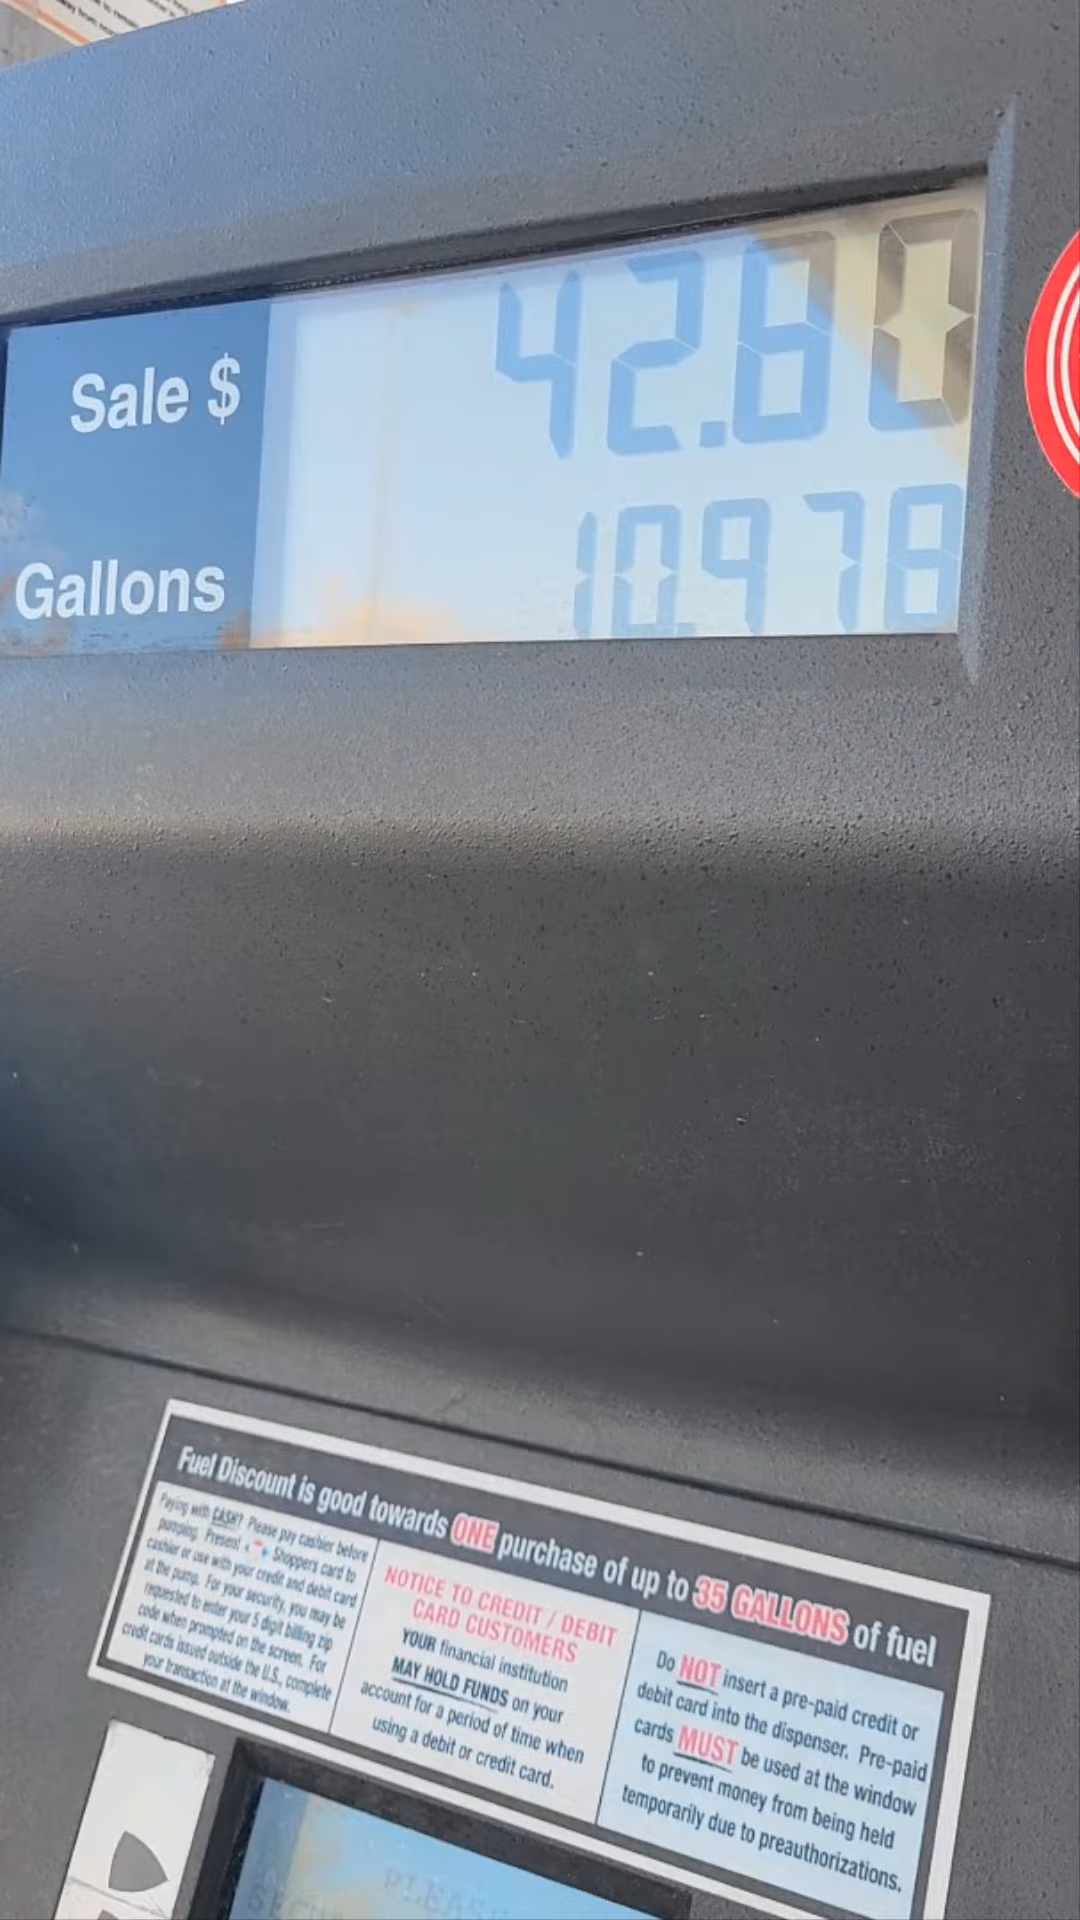 Sale $ 42.60
Gallons 10.978
Fuel Discount is good towards ONE purchase of up to 35 GALLONS of fuel
Paying with CASH? Please pay cashier before
pumping. Present Shoppers card to
cashier or use with your credit and debit card
at the pump. For your security, you may be
requested to enter your 5 digit billing zip
code when prompted on the screen. For
credit cards issued outside the U.S., complete
your transaction at the window.
NOTICE TO CREDIT / DEBIT
CARD CUSTOMERS
YOUR financial institution
MAY HOLD FUNDS on your
account for a period of time when
using a debit or credit card.
Do NOT insert a pre-paid credit or
debit card into the dispenser. Pre-paid
cards MUST be used at the window
to prevent money from being held
temporarily due to preauthorizations.